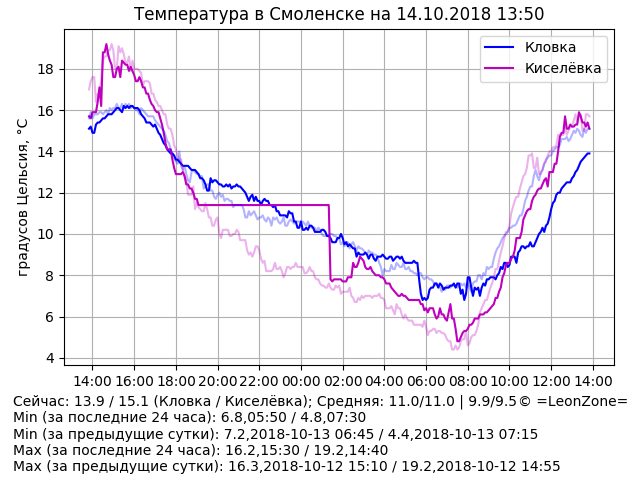 Температура в Смоленске на 14.10.2018 13:50
Кловка
Киселёвка
градусов Цельсия, °C
18
16
14
12
10
8
6
4
14:00 16:00 18:00 20:00 22:00 00:00 02:00 04:00 06:00 08:00 10:00 12:00 14:00
Сейчас: 13.9 / 15.1 (Кловка / Киселёвка); Средняя: 11.0/11.0 | 9.9/9.5© =LeonZone=
Min (за последние 24 часа): 6.8,05:50 / 4.8,07:30
Min (за предыдущие сутки): 7.2,2018-10-13 06:45 / 4.4,2018-10-13 07:15
Max (за последние 24 часа): 16.2,15:30 / 19.2,14:40
Max (за предыдущие сутки): 16.3,2018-10-12 15:10 / 19.2,2018-10-12 14:55